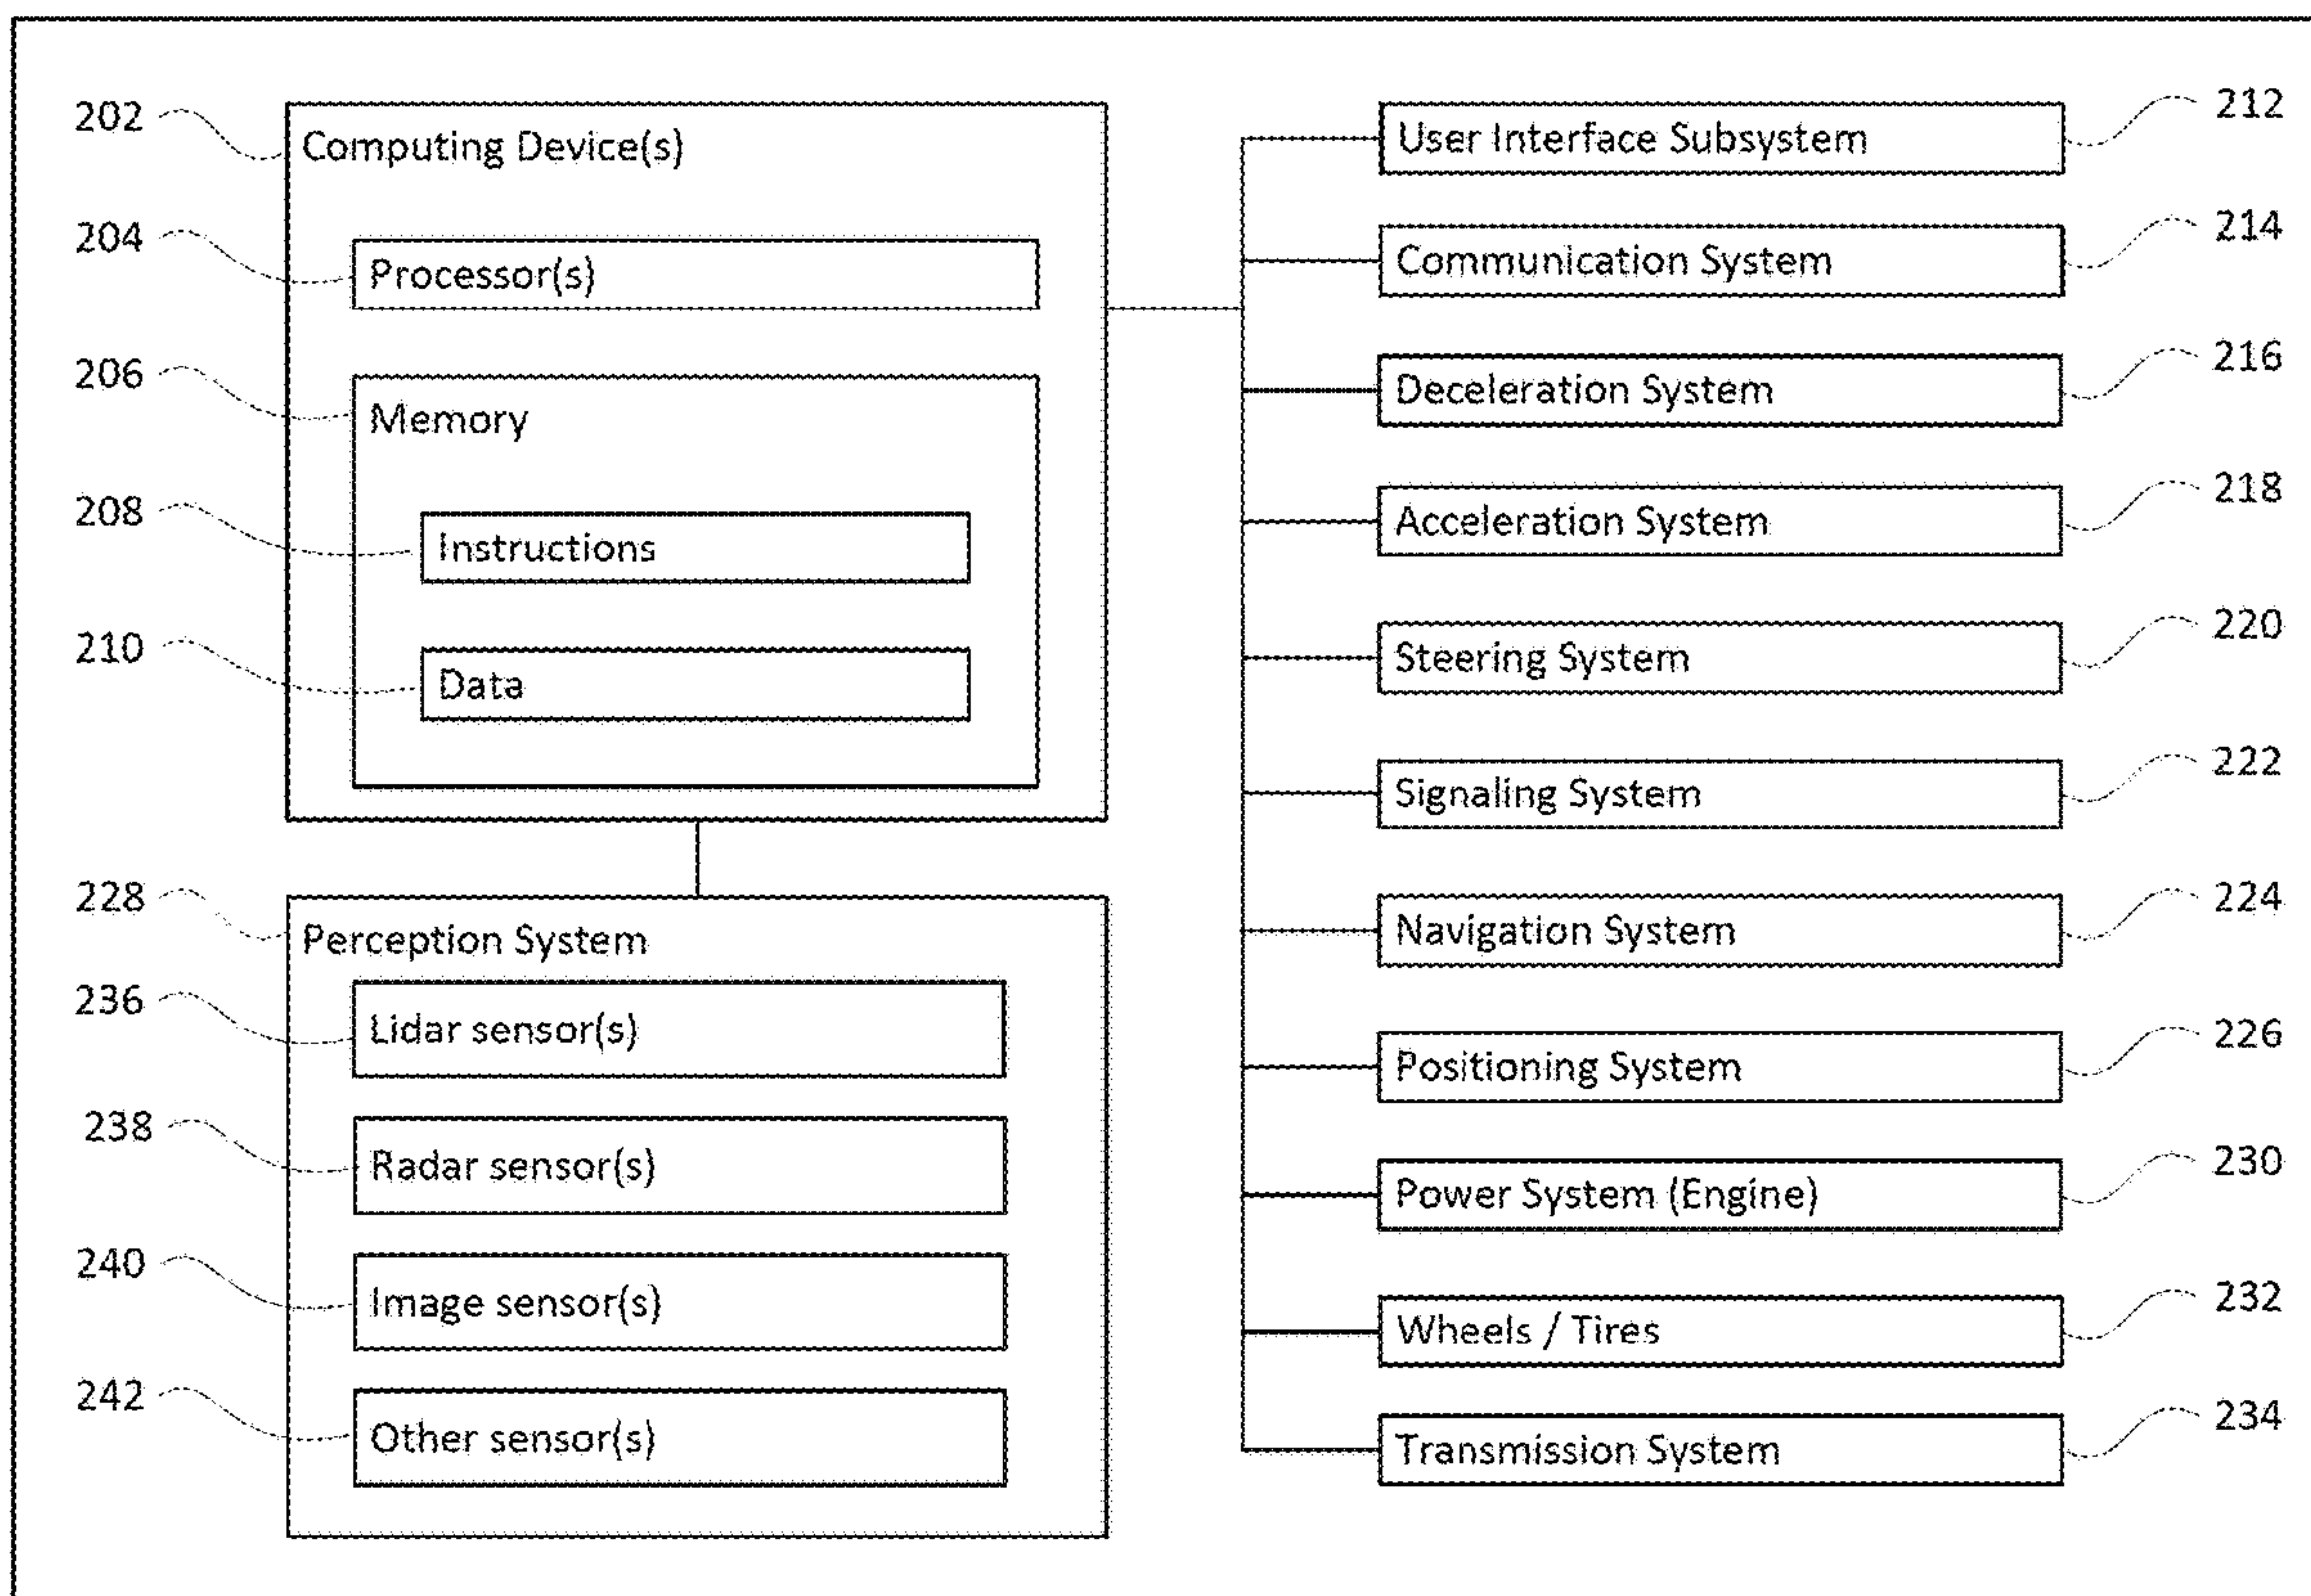 202
Computing Device(s)
204
Processor(s)
206
Memory
208
Instructions
210
Data
228
Perception System
236
Lidar sensor(s)
238
Radar sensor(s)
240
Image sensor(s)
242
Other sensor(s)
User Interface Subsystem
212
Communication System
214
Deceleration System
216
Acceleration System
218
Steering System
220
Signaling System
222
Navigation System
224
Positioning System
226
Power System (Engine)
230
Wheels / Tires
232
Transmission System
234